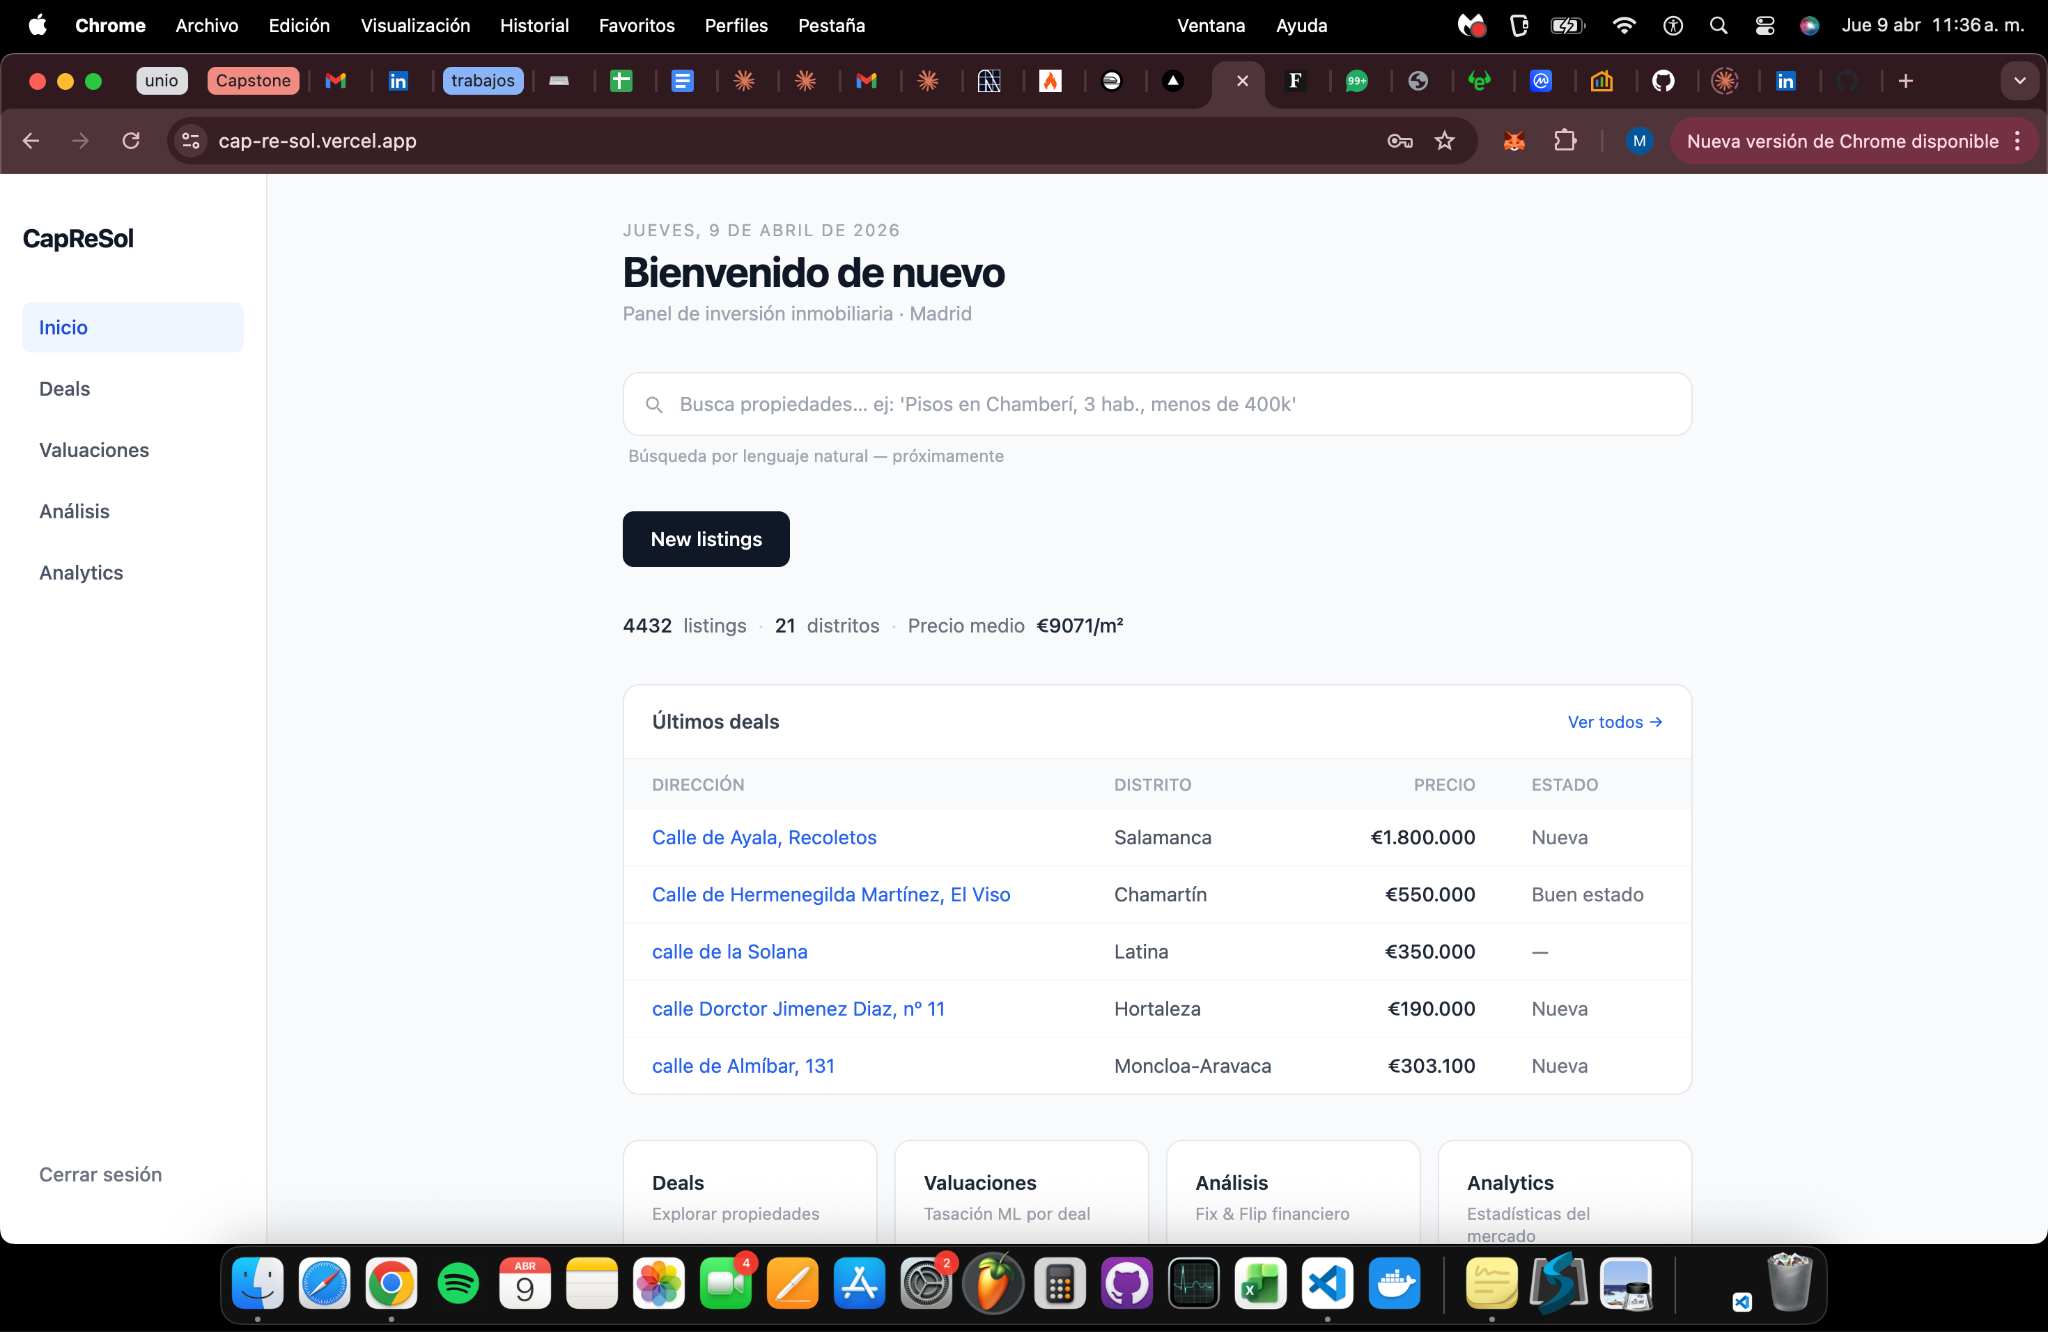 Chrome Archivo Edición Visualización Historial Favoritos Perfiles Pestaña Ventana Ayuda Jue 9 abr 11:36 a. m.
unio Capstone trabajos 99+
cap-re-sol.vercel.app M Nueva versión de Chrome disponible
CapReSol
Inicio
Deals
Valuaciones
Análisis
Analytics
Cerrar sesión
JUEVES, 9 DE ABRIL DE 2026
Bienvenido de nuevo
Panel de inversión inmobiliaria · Madrid
Busca propiedades... ej: 'Pisos en Chamberí, 3 hab., menos de 400k'
Búsqueda por lenguaje natural — próximamente
New listings
4432 listings · 21 distritos · Precio medio €9071/m²
Últimos deals Ver todos →
DIRECCIÓN DISTRITO PRECIO ESTADO
Calle de Ayala, Recoletos Salamanca €1.800.000 Nueva
Calle de Hermenegilda Martínez, El Viso Chamartín €550.000 Buen estado
calle de la Solana Latina €350.000 —
calle Dorctor Jimenez Diaz, nº 11 Hortaleza €190.000 Nueva
calle de Almíbar, 131 Moncloa-Aravaca €303.100 Nueva
Deals
Explorar propiedades
Valuaciones
Tasación ML por deal
Análisis
Fix & Flip financiero
Analytics
Estadísticas del
mercado
ABR
9
4
2